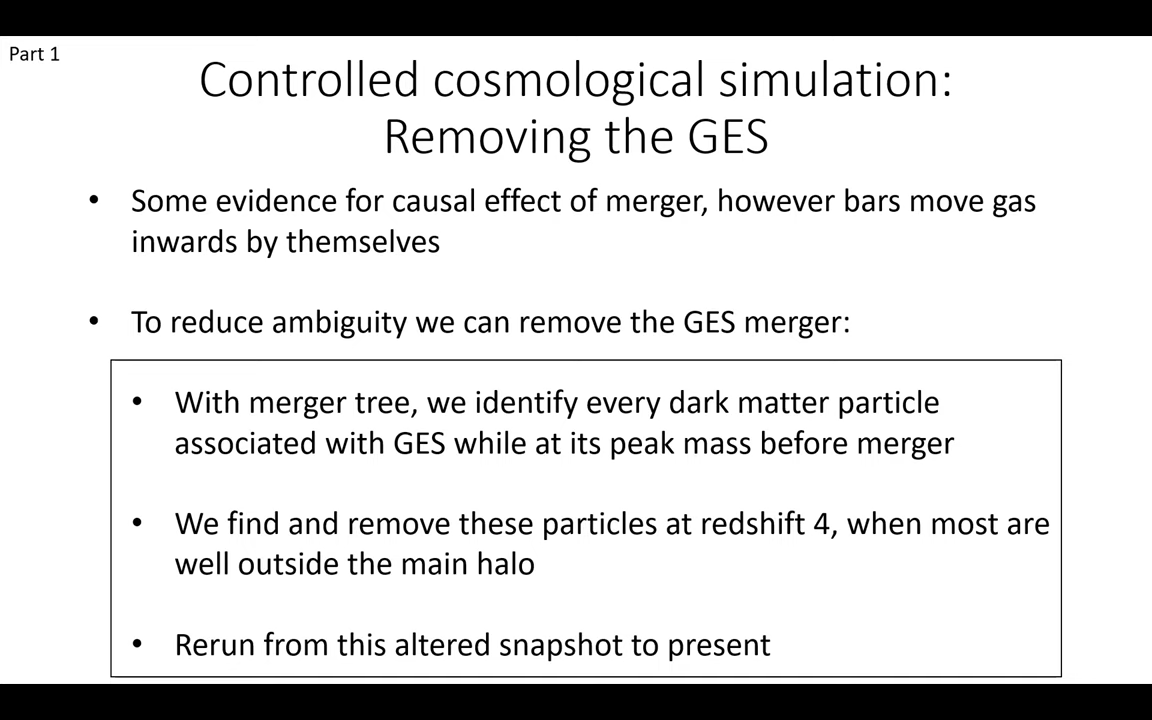 Part 1
Controlled cosmological simulation:
Removing the GES
• Some evidence for causal effect of merger, however bars move gas
inwards by themselves
• To reduce ambiguity we can remove the GES merger:
• With merger tree, we identify every dark matter particle
associated with GES while at its peak mass before merger
• We find and remove these particles at redshift 4, when most are
well outside the main halo
• Rerun from this altered snapshot to present